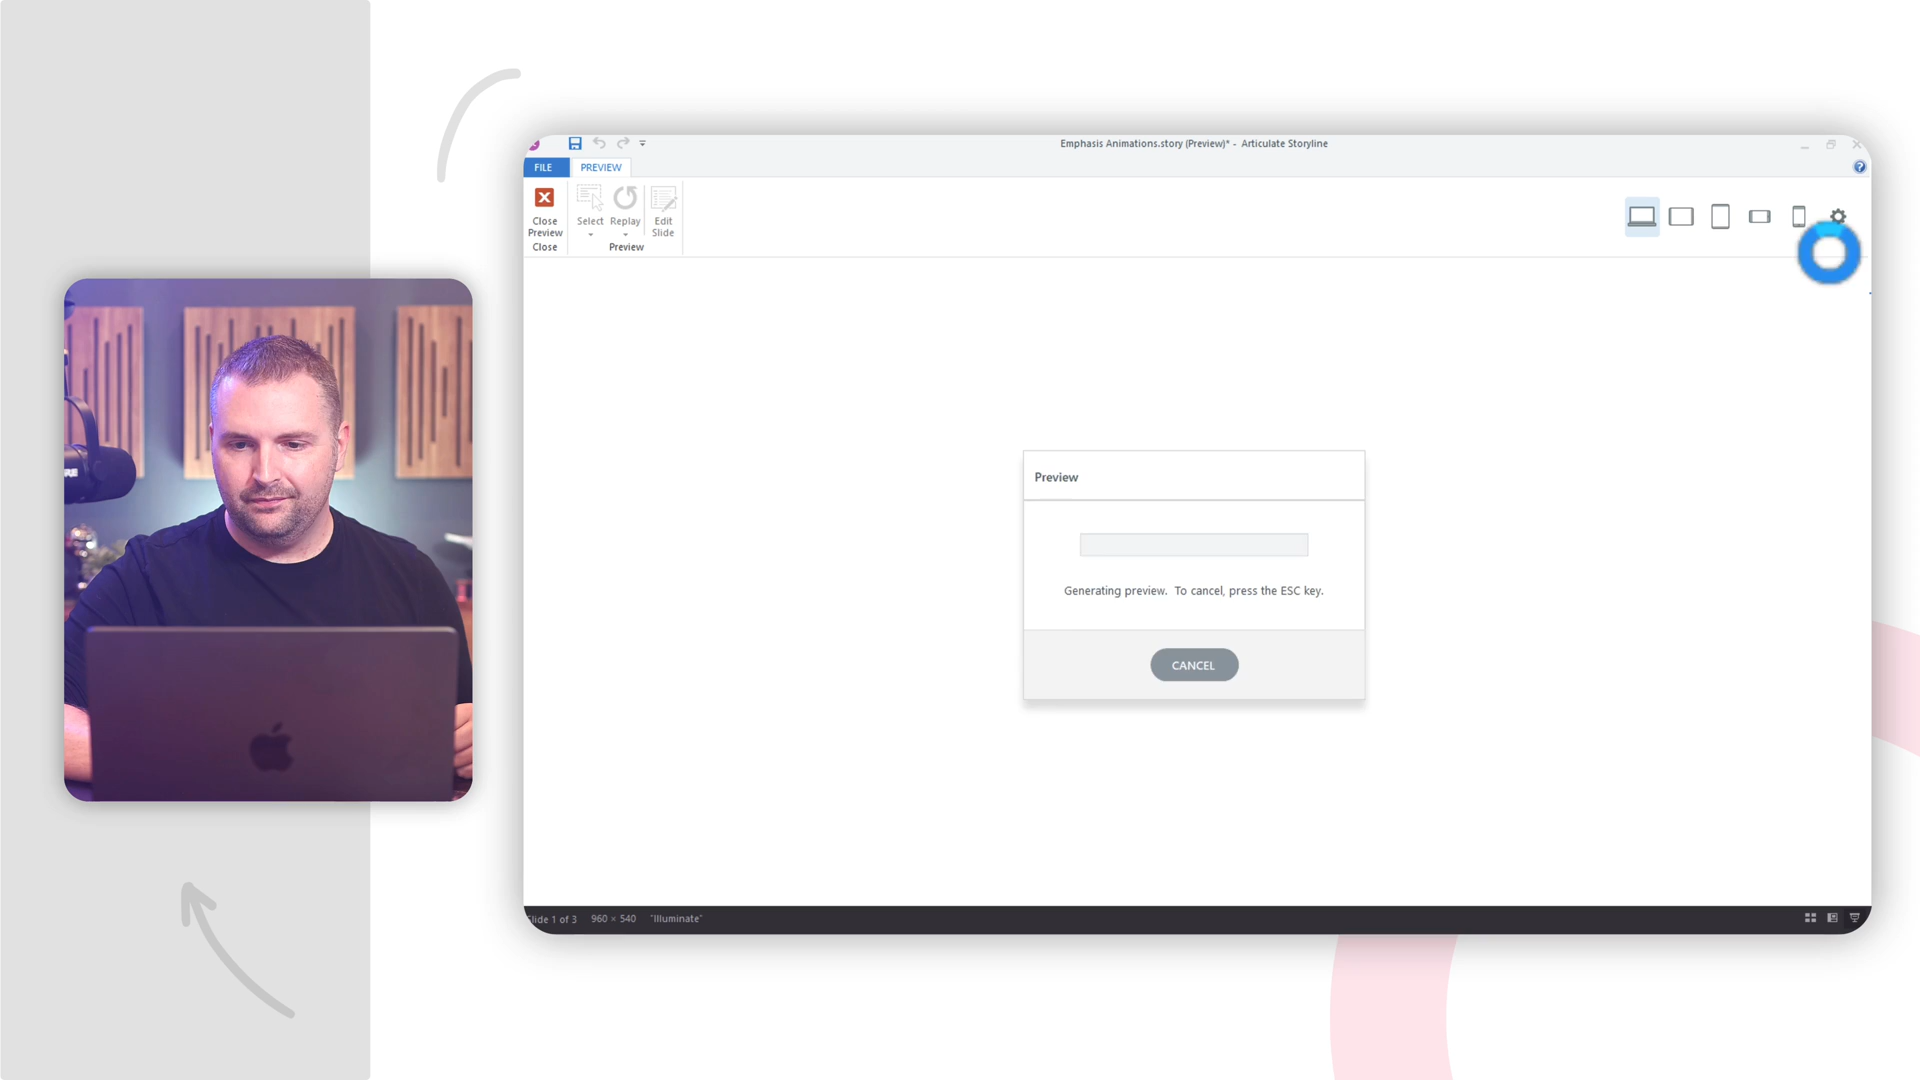 Emphasis Animations.story (Preview)* - Articulate Storyline
FILE
PREVIEW
Close Preview
Select
Replay
Edit Slide
Close
Preview
Preview
Generating preview. To cancel, press the ESC key.
CANCEL
Slide 1 of 3
960 × 540
"Illuminate"